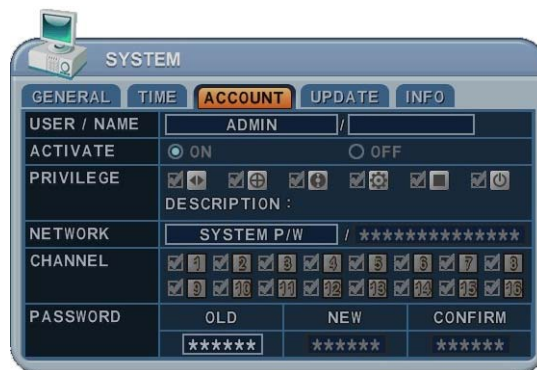 SYSTEM
GENERAL TIME ACCOUNT UPDATE INFO
USER / NAME ADMIN /
ACTIVATE ON OFF
PRIVILEGE
DESCRIPTION :
NETWORK SYSTEM P/W / **************
CHANNEL 1 2 3 4 5 6 7 8
9 10 11 12 13 14 15 16
PASSWORD OLD NEW CONFIRM
****** ****** ******